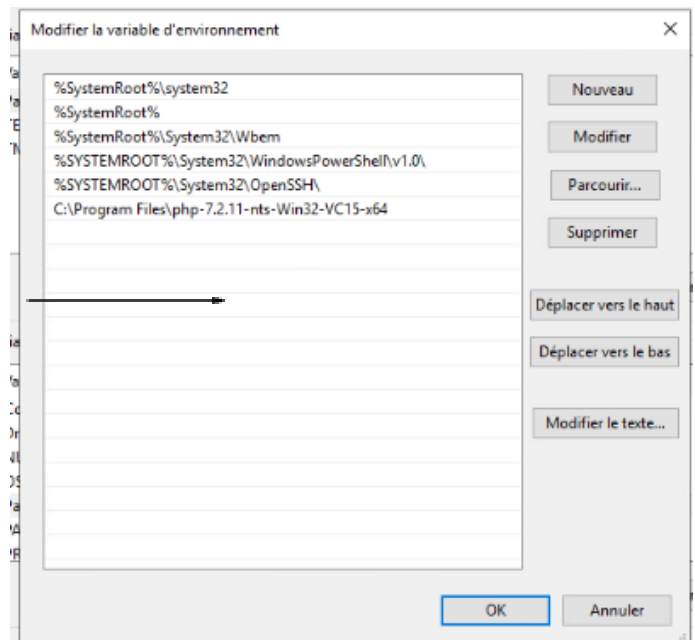 Modifier la variable d'environnement
%SystemRoot%\system32
%SystemRoot%
%SystemRoot%\System32\Wbem
%SYSTEMROOT%\System32\WindowsPowerShell\v1.0\
%SYSTEMROOT%\System32\OpenSSH\
C:\Program Files\php-7.2.11-nts-Win32-VC15-x64
Nouveau
Modifier
Parcourir...
Supprimer
Déplacer vers le haut
Déplacer vers le bas
Modifier le texte...
OK
Annuler